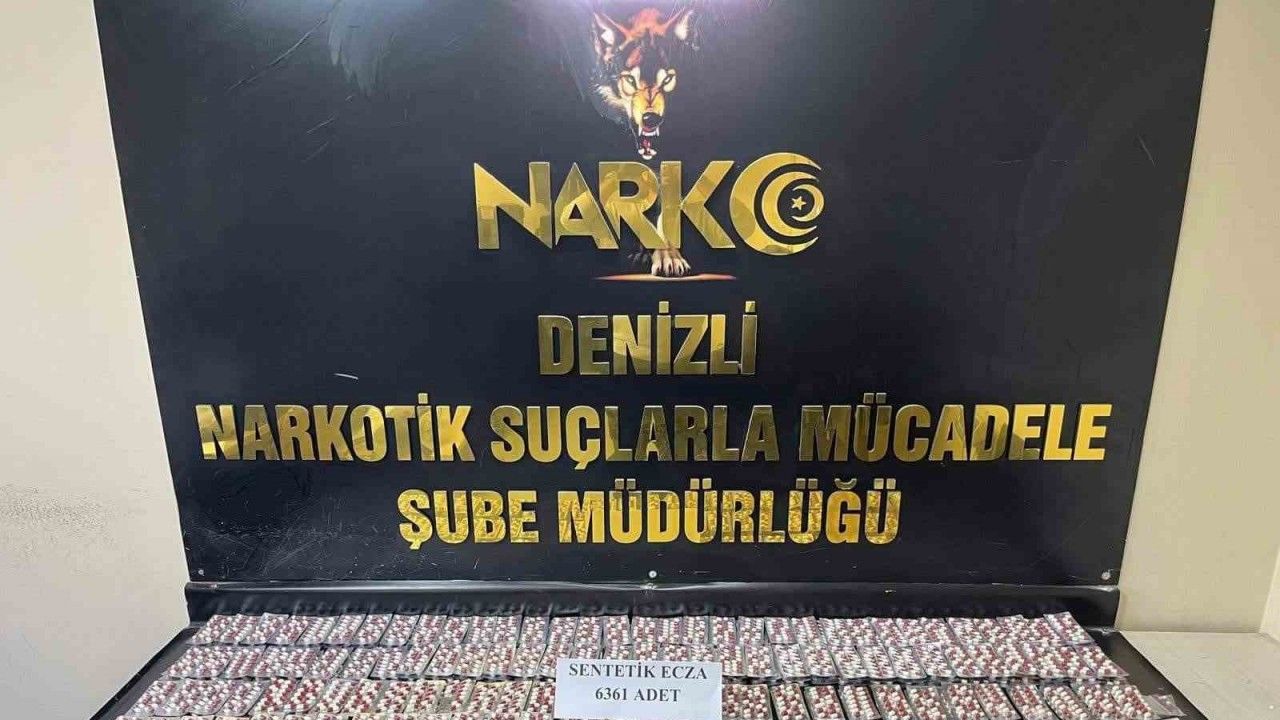 NARKO
DENİZLİ
NARKOTİK SUÇLARLA MÜCADELE
ŞUBE MÜDÜRLÜĞÜ
SENTETİK ECZA
6361 ADET